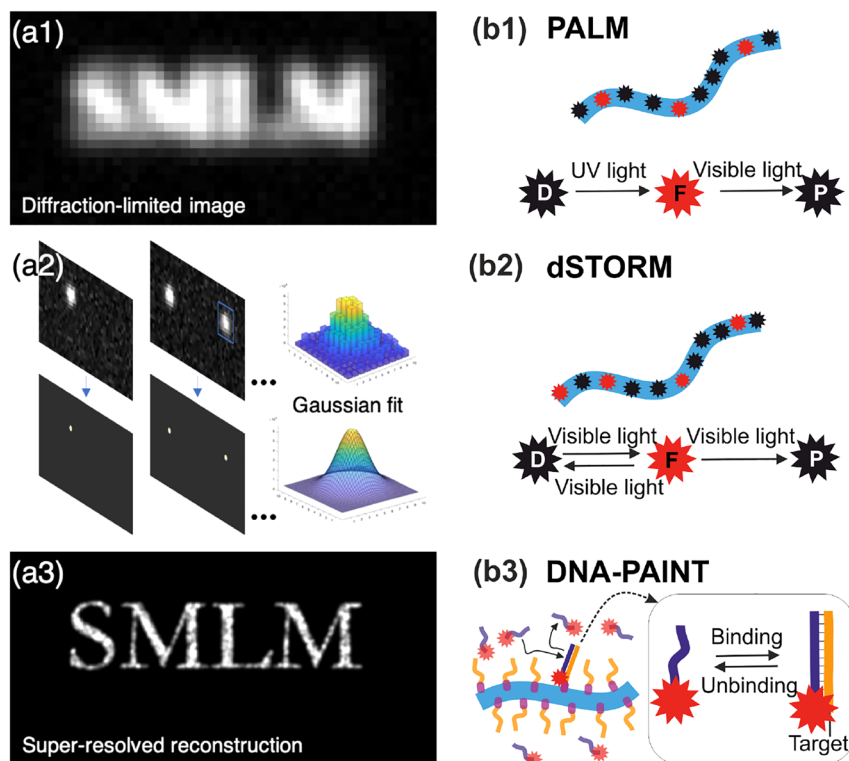 (a1)
Diffraction-limited image
(a2)
Gaussian fit
(a3)
SMLM
Super-resolved reconstruction
(b1) PALM
UV light Visible light
D F P
(b2) dSTORM
Visible light Visible light
D F P
Visible light
(b3) DNA-PAINT
Binding
Unbinding
Target